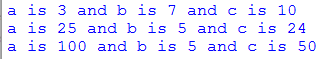 a is 3 and b is 7 and c is 10
a is 25 and b is 5 and c is 24
a is 100 and b is 5 and c is 50